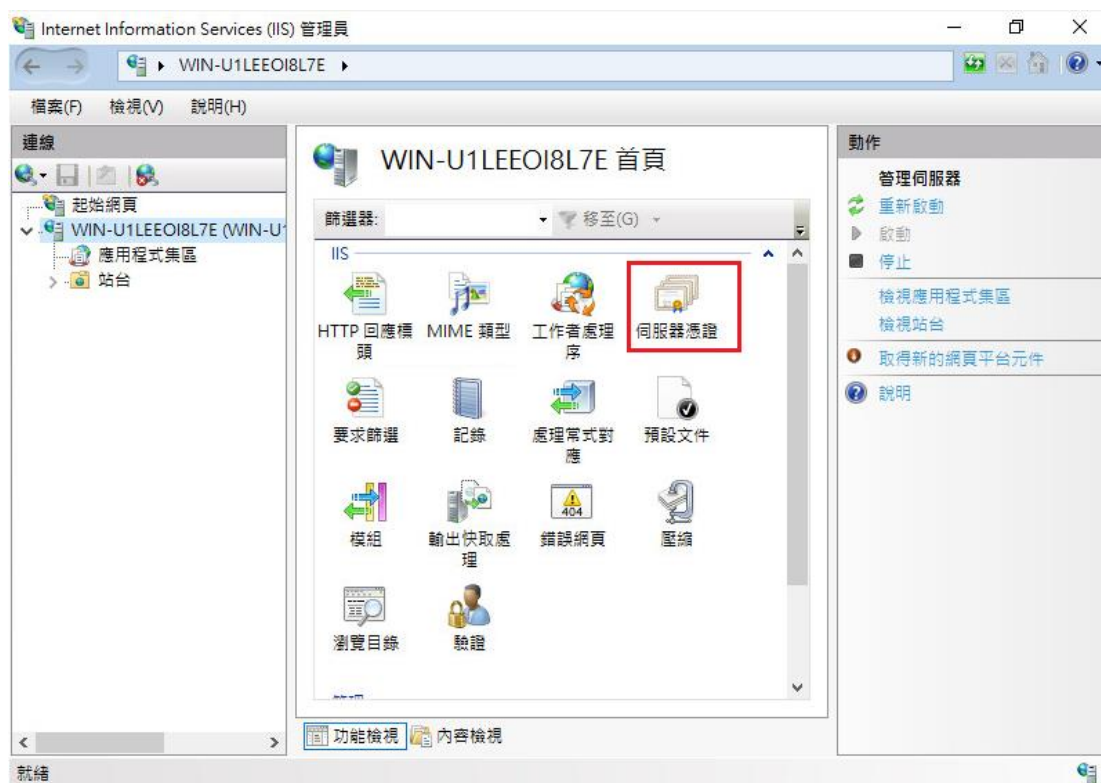 Internet Information Services (IIS) 管理員
WIN-U1LEEOI8L7E
檔案(F) 檢視(V) 說明(H)
連線
起始網頁
WIN-U1LEEOI8L7E (WIN-U1
應用程式集區
站台
WIN-U1LEEOI8L7E 首頁
篩選器:
移至(G)
IIS
HTTP 回應標
頭
MIME 類型
工作者處理
序
伺服器憑證
要求篩選
記錄
處理常式對
應
預設文件
模組
輸出快取處
理
404
錯誤網頁
壓縮
瀏覽目錄
驗證
管理
功能檢視
內容檢視
動作
管理伺服器
重新啟動
啟動
停止
檢視應用程式集區
檢視站台
取得新的網頁平台元件
說明
就緒